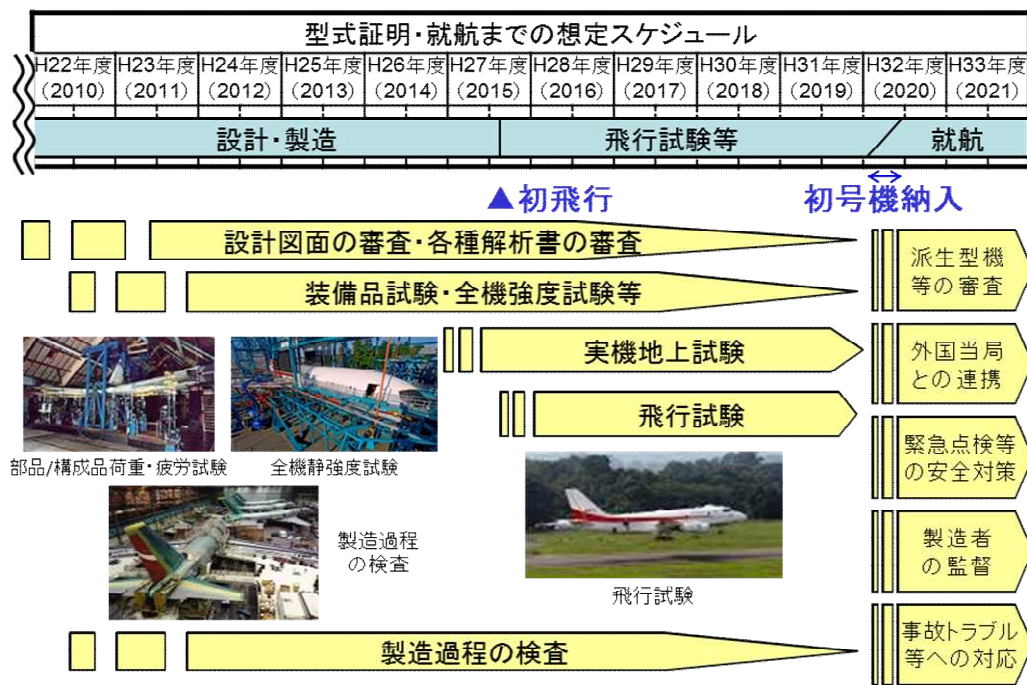 型式証明・就航までの想定スケジュール
H22年度 H23年度 H24年度 H25年度 H26年度 H27年度 H28年度 H29年度 H30年度 H31年度 H32年度 H33年度
(2010) (2011) (2012) (2013) (2014) (2015) (2016) (2017) (2018) (2019) (2020) (2021)
設計・製造 飛行試験等 就航
▲初飛行 初号機納入
設計図面の審査・各種解析書の審査
装備品試験・全機強度試験等
実機地上試験
飛行試験
部品/構成品荷重・疲労試験 全機静強度試験
製造過程
の検査
飛行試験
製造過程の検査
派生型機
等の審査
外国当局
との連携
緊急点検等
の安全対策
製造者
の監督
事故トラブル
等への対応